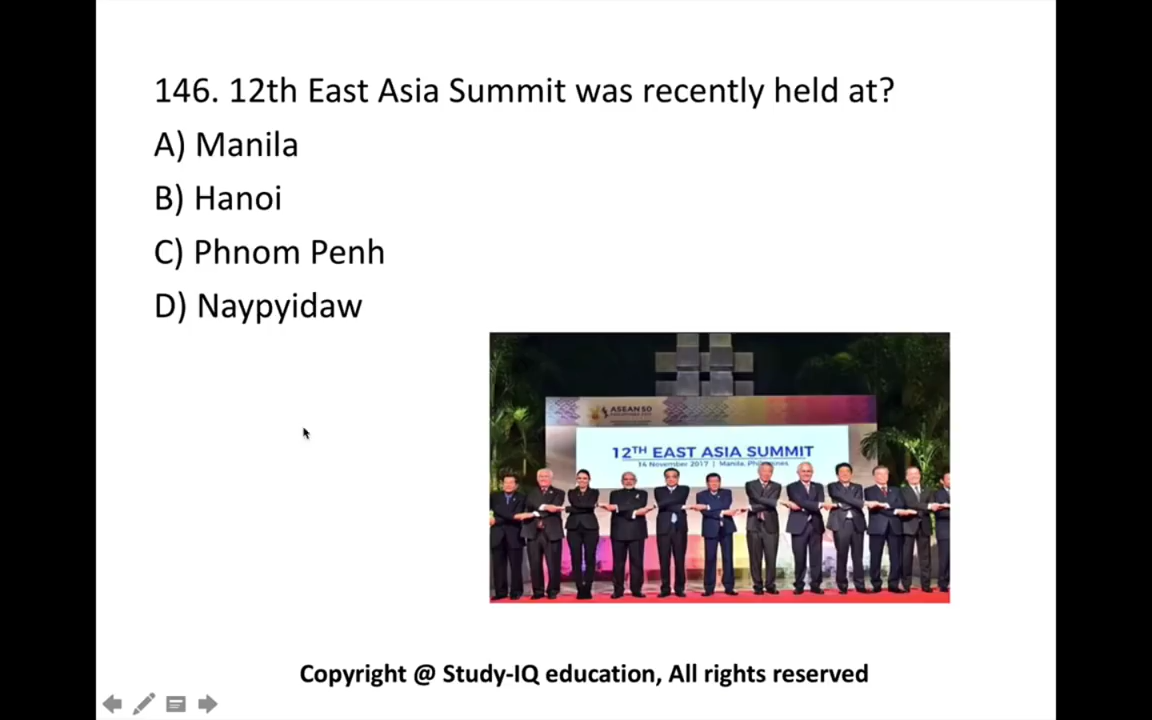 146. 12th East Asia Summit was recently held at?
A) Manila
B) Hanoi
C) Phnom Penh
D) Naypyidaw
ASEAN 50
12TH EAST ASIA SUMMIT
14 November 2017 | Manila, Philippines
Copyright @ Study-IQ education, All rights reserved